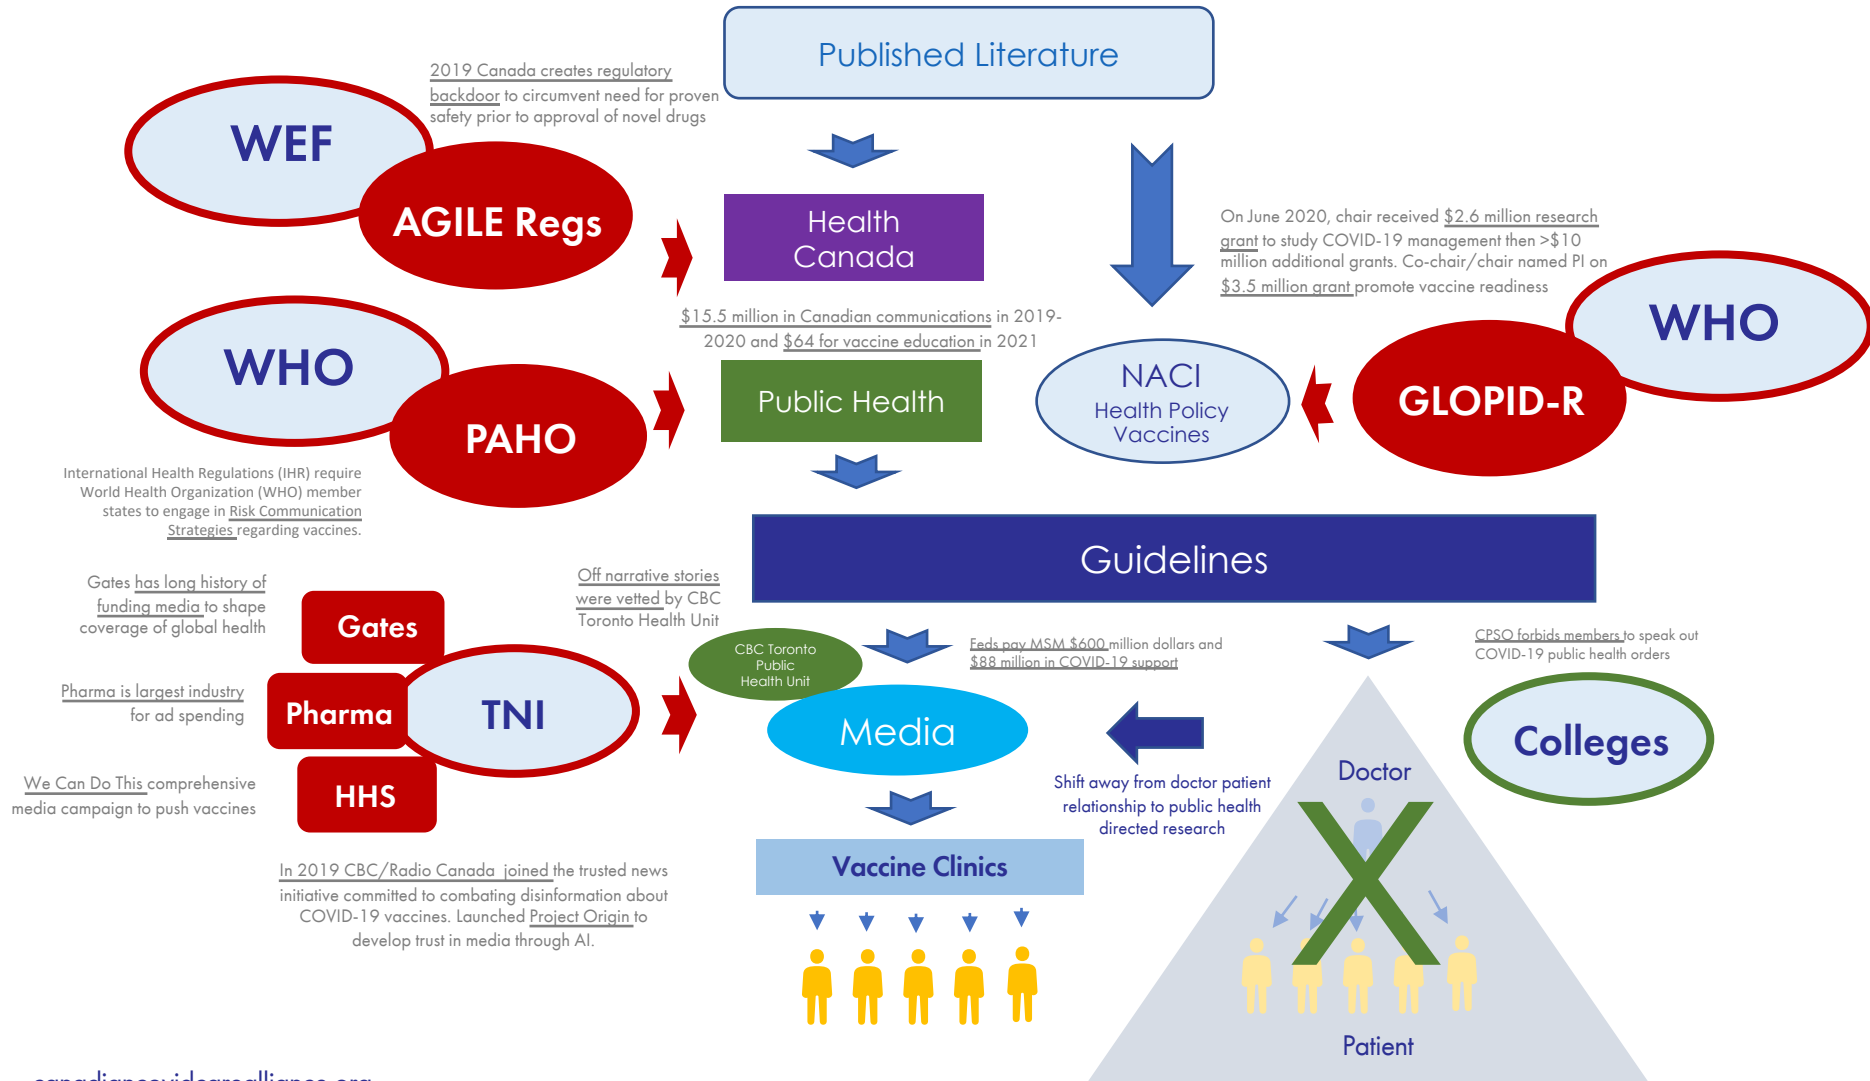 Published Literature
2019 Canada creates regulatory
backdoor to circumvent need for proven
safety prior to approval of novel drugs
WEF
AGILE Regs
Health
Canada
On June 2020, chair received $2.6 million research
grant to study COVID-19 management then >$10
million additional grants. Co-chair/chair named PI on
$3.5 million grant promote vaccine readiness
WHO
GLOPID-R
$15.5 million in Canadian communications in 2019-
2020 and $64 for vaccine education in 2021
WHO
PAHO
Public Health
NACI
Health Policy
Vaccines
International Health Regulations (IHR) require
World Health Organization (WHO) member
states to engage in Risk Communication
Strategies regarding vaccines.
Guidelines
Gates has long history of
funding media to shape
coverage of global health
Gates
Off narrative stories
were vetted by CBC
Toronto Health Unit
CBC Toronto
Public
Health Unit
Feds pay MSM $600 million dollars and
$88 million in COVID-19 support
CPSO forbids members to speak out
COVID-19 public health orders
Pharma is largest industry
for ad spending
Pharma
TNI
Media
Colleges
Doctor
Shift away from doctor patient
relationship to public health
directed research
We Can Do This comprehensive
media campaign to push vaccines
HHS
Vaccine Clinics
In 2019 CBC/Radio Canada joined the trusted news
initiative committed to combating disinformation about
COVID-19 vaccines. Launched Project Origin to
develop trust in media through AI.
Patient
canadiancovidcarealliance.org